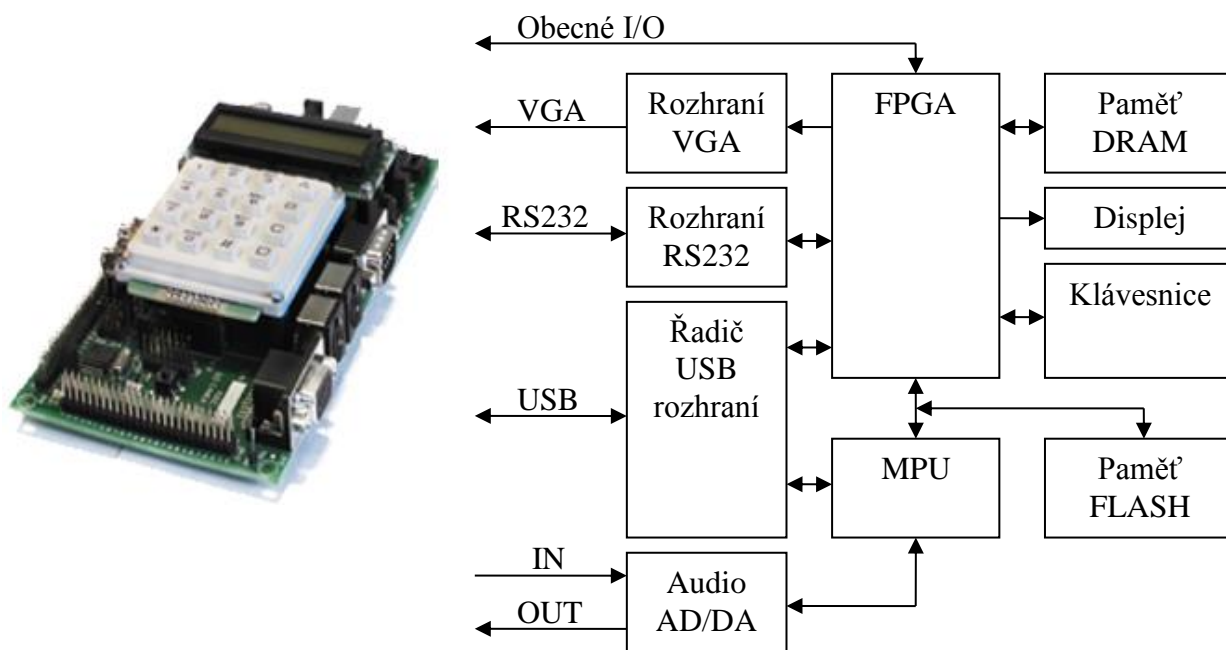 Obecné I/O
VGA
Rozhraní
VGA
FPGA
Paměť
DRAM
RS232
Rozhraní
RS232
Displej
Klávesnice
USB
Řadič
USB
rozhraní
MPU
Paměť
FLASH
IN
OUT
Audio
AD/DA